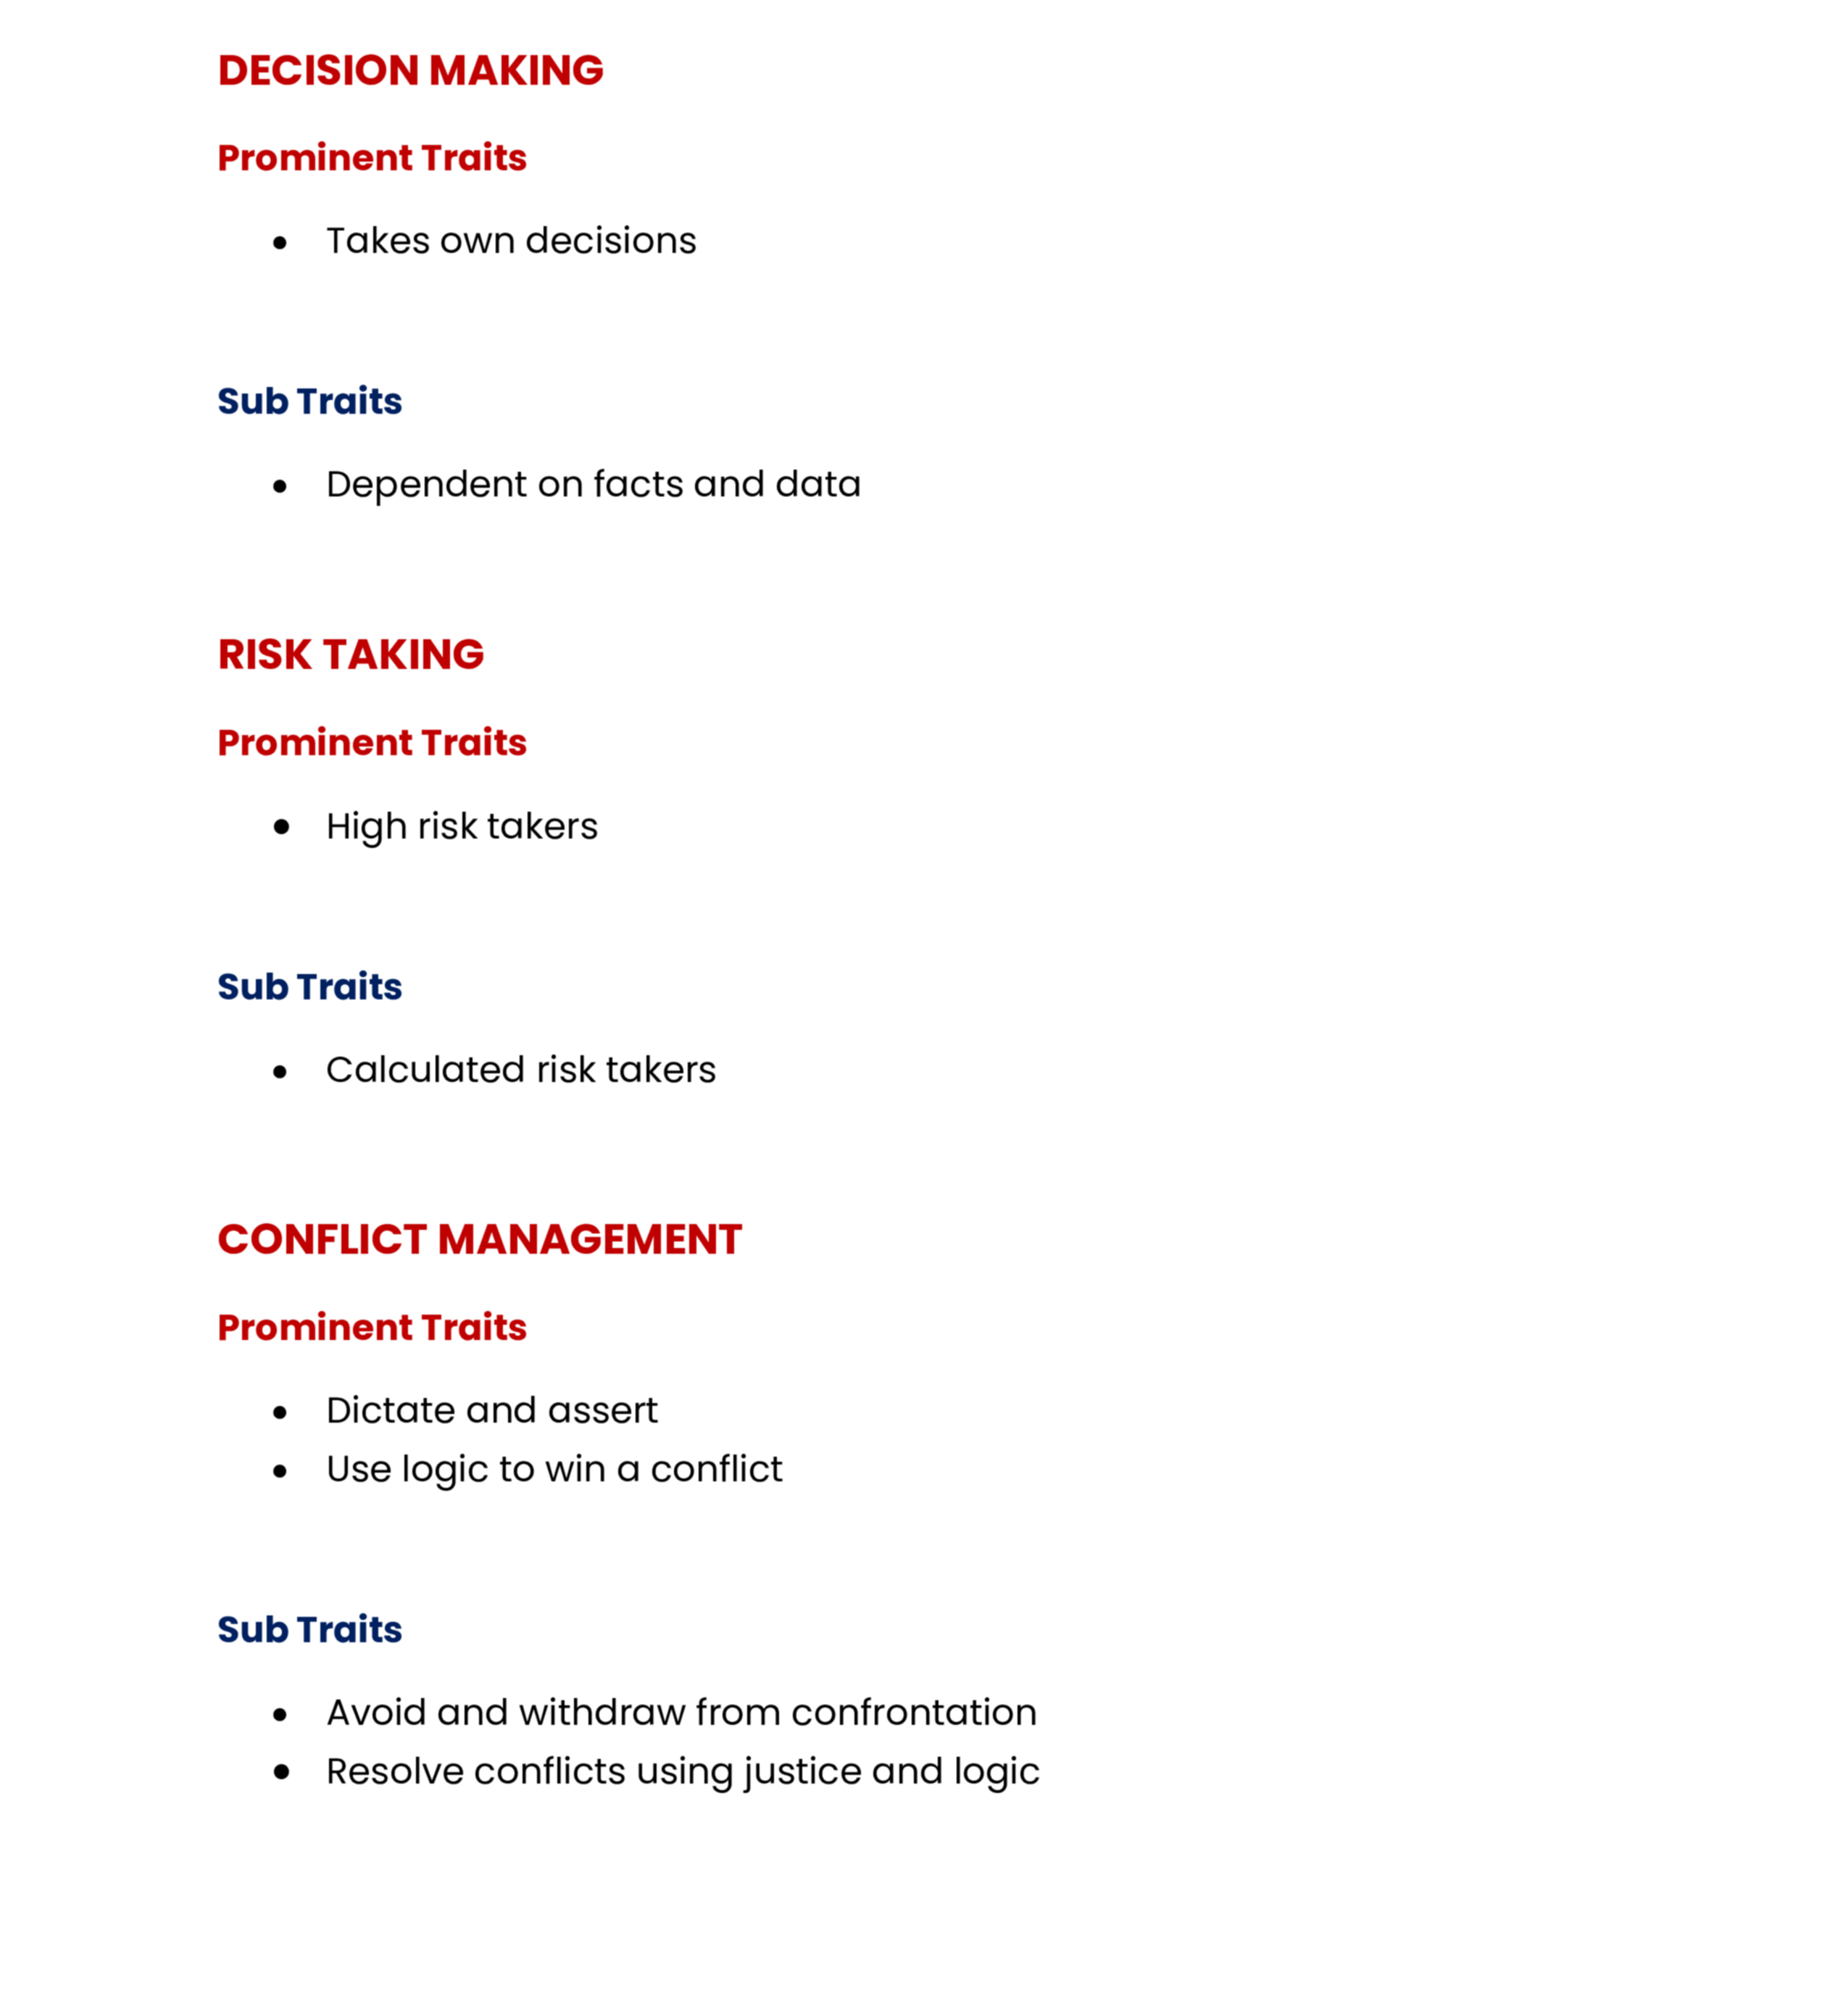 DECISION MAKING
Prominent Traits
● Takes own decisions
Sub Traits
● Dependent on facts and data
RISK TAKING
Prominent Traits
● High risk takers
Sub Traits
● Calculated risk takers
CONFLICT MANAGEMENT
Prominent Traits
● Dictate and assert
● Use logic to win a conflict
Sub Traits
● Avoid and withdraw from confrontation
● Resolve conflicts using justice and logic